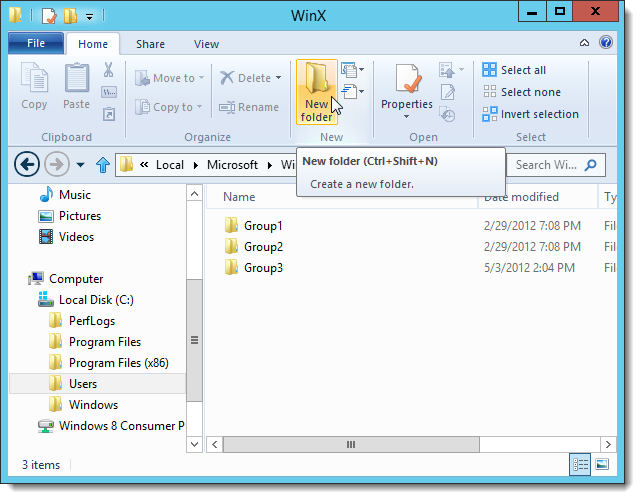 WinX
File Home Share View
Copy
Paste
Move to
Copy to
Delete
Rename
New
folder
Properties
Select all
Select none
Invert selection
Clipboard Organize New Open Select
« Local Microsoft Wi
Search Wi...
New folder (Ctrl+Shift+N)
Create a new folder.
Music
Pictures
Videos
Computer
Local Disk (C:)
PerfLogs
Program Files
Program Files (x86)
Users
Windows
Windows 8 Consumer P
Name Date modified Ty
Group1 2/29/2012 7:08 PM Fil
Group2 2/29/2012 7:08 PM Fil
Group3 5/3/2012 2:04 PM Fil
3 items